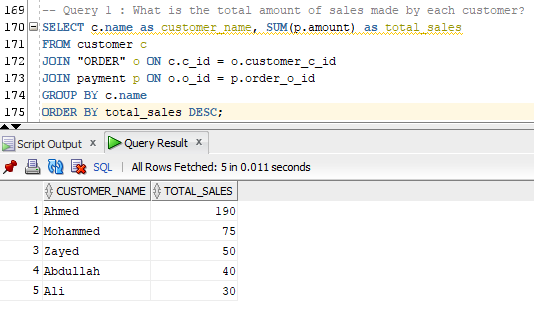 169 -- Query 1 : What is the total amount of sales made by each customer?
170 SELECT c.name as customer_name, SUM(p.amount) as total_sales
171 FROM customer c
172 JOIN "ORDER" o ON c.c_id = o.customer_c_id
173 JOIN payment p ON o.o_id = p.order_o_id
174 GROUP BY c.name
175 ORDER BY total_sales DESC;
Script Output x Query Result x
SQL | All Rows Fetched: 5 in 0.011 seconds
CUSTOMER_NAME TOTAL_SALES
1 Ahmed 190
2 Mohammed 75
3 Zayed 50
4 Abdullah 40
5 Ali 30